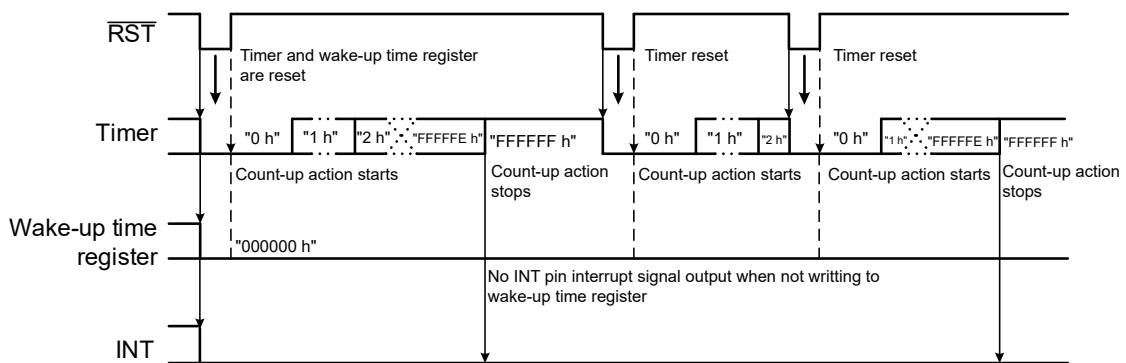 RST
Timer and wake-up time register
are reset
Timer reset
Timer reset
Timer
"0 h"
"1 h"
"2 h"
"FFFFFE h"
"FFFFFF h"
"0 h"
"1 h"
"2 h"
"0 h"
"1 h"
"FFFFFE h"
"FFFFFF h"
Count-up action starts
Count-up action
stops
Count-up action starts
Count-up action starts
Count-up action
stops
Wake-up time
register
"000000 h"
No INT pin interrupt signal output when not writting to
wake-up time register
INT